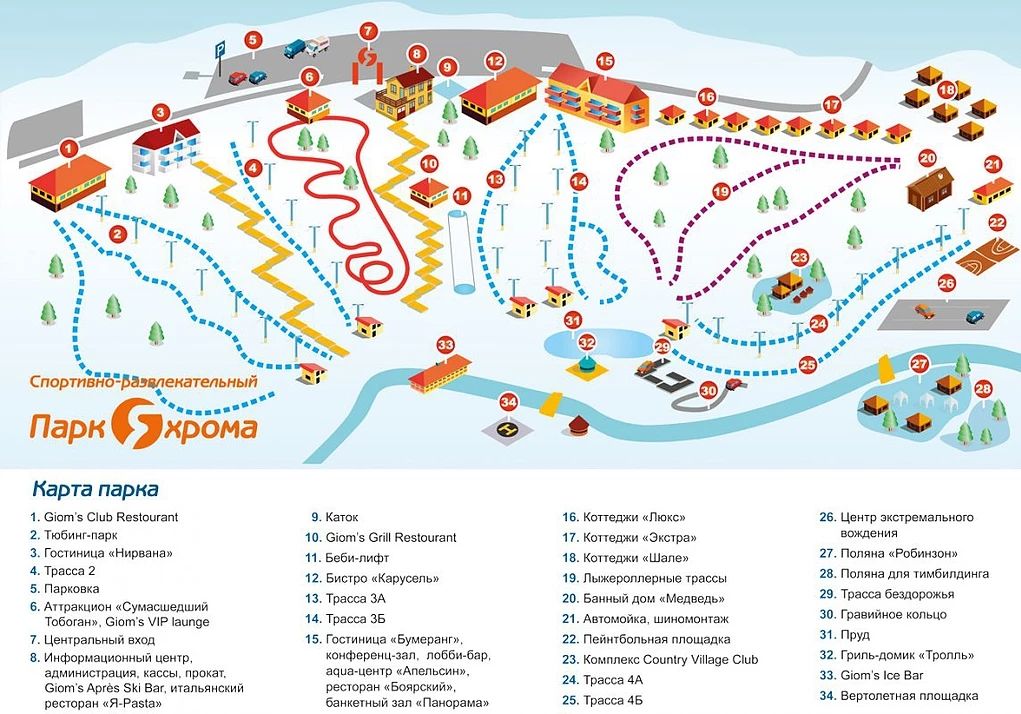 P
5
7
8
12
15
9
6
16
17
18
3
1
4
10
13
14
19
20
21
11
2
22
23
26
24
31
32
33
29
25
27
30
28
34
Спортивно-развлекательный
Парк Яхрома
Карта парка
1. Giom's Club Restourant
2. Тюбинг-парк
3. Гостиница «Нирвана»
4. Трасса 2
5. Парковка
6. Аттракцион «Сумасшедший
Тобоган», Giom's VIP launge
7. Центральный вход
8. Информационный центр,
администрация, кассы, прокат,
Giom's Après Ski Bar, итальянский
ресторан «Я-Pasta»
9. Каток
10. Giom's Grill Restourant
11. Беби-лифт
12. Бистро «Карусель»
13. Трасса 3А
14. Трасса 3Б
15. Гостиница «Бумеранг»,
конференц-зал, лобби-бар,
aqua-центр «Апельсин»,
ресторан «Боярский»,
банкетный зал «Панорама»
16. Коттеджи «Люкс»
17. Коттеджи «Экстра»
18. Коттеджи «Шале»
19. Лыжероллерные трассы
20. Банный дом «Медведь»
21. Автомойка, шиномонтаж
22. Пейнтбольная площадка
23. Комплекс Country Village Club
24. Трасса 4А
25. Трасса 4Б
26. Центр экстремального
вождения
27. Поляна «Робинзон»
28. Поляна для тимбилдинга
29. Трасса бездорожья
30. Гравийное кольцо
31. Пруд
32. Гриль-домик «Тролль»
33. Giom's Ice Bar
34. Вертолетная площадка